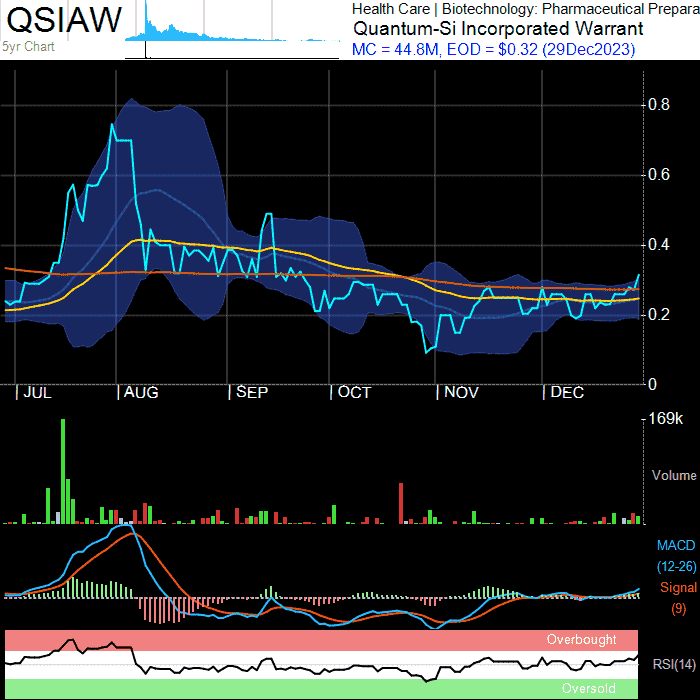 QSIAW
5yr Chart
Health Care | Biotechnology: Pharmaceutical Prepara
Quantum-Si Incorporated Warrant
MC = 44.8M, EOD = $0.32 (29Dec2023)
0.8
0.6
0.4
0.2
0
JUL
AUG
SEP
OCT
NOV
DEC
169k
Volume
MACD
(12-26)
Signal
(9)
Overbought
RSI(14)
Oversold